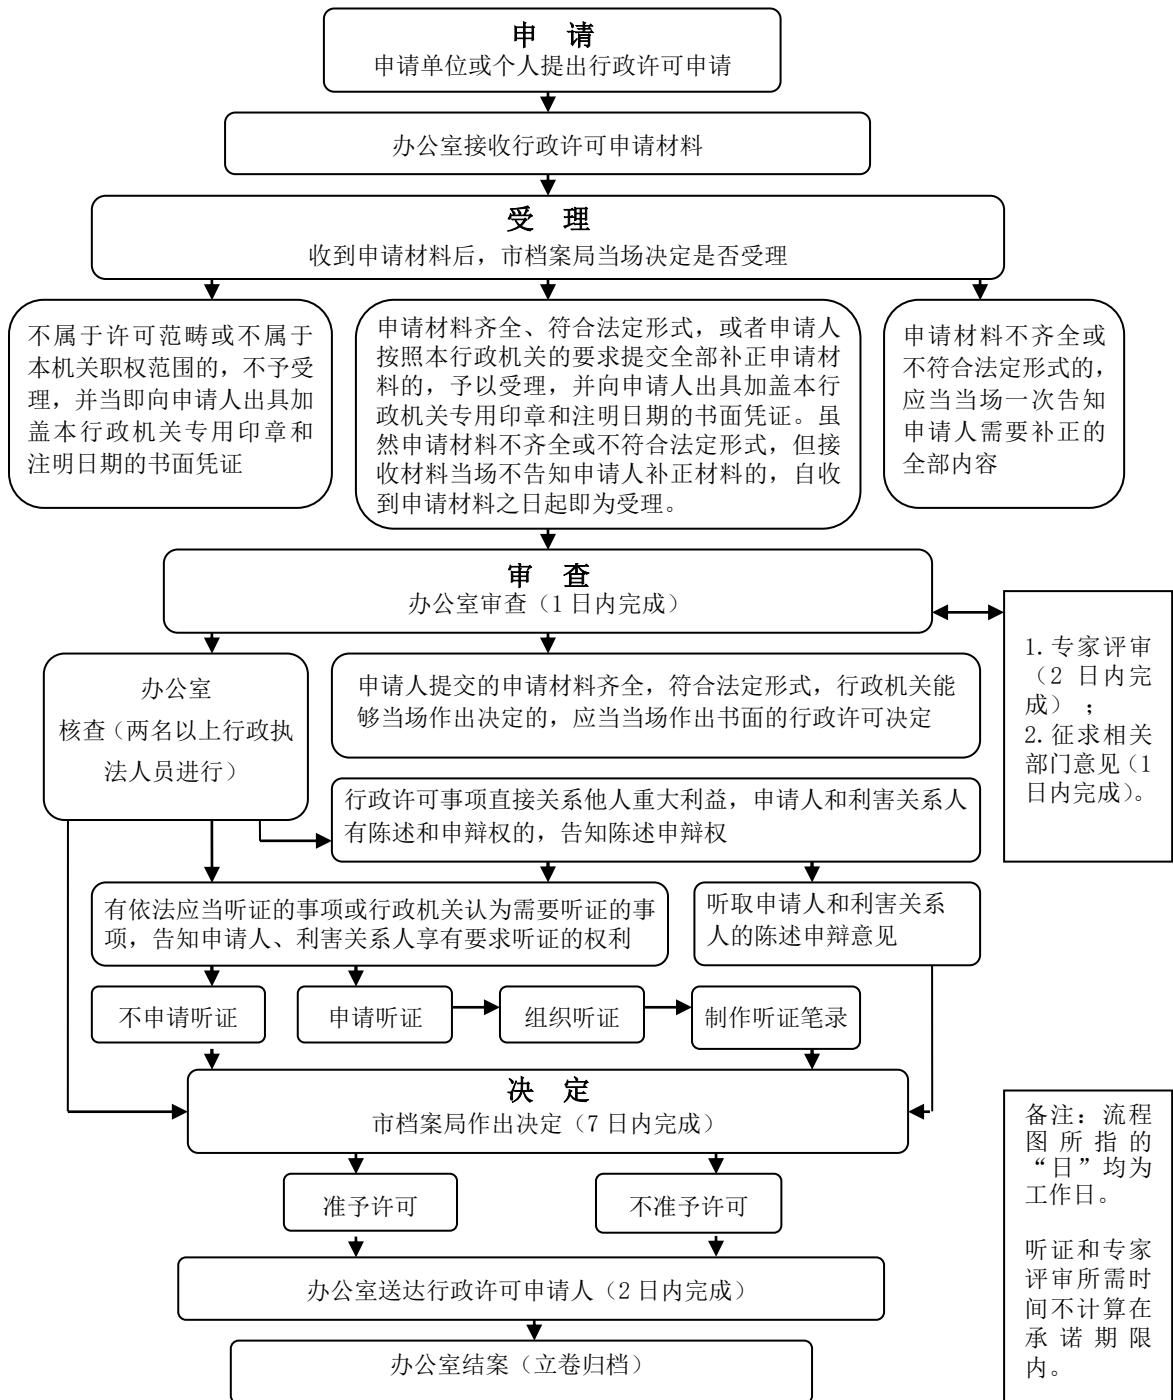 申 请
申请单位或个人提出行政许可申请
办公室接收行政许可申请材料
受 理
收到申请材料后，市档案局当场决定是否受理
不属于许可范畴或不属于
本机关职权范围的，不予受
理，并当即向申请人出具加
盖本行政机关专用印章和
注明日期的书面凭证
申请材料齐全、符合法定形式，或者申请人
按照本行政机关的要求提交全部补正申请材
料的，予以受理，并向申请人出具加盖本行
政机关专用印章和注明日期的书面凭证。虽
然申请材料不齐全或不符合法定形式，但接
收材料当场不告知申请人补正材料的，自收
到申请材料之日起即为受理。
申请材料不齐全或
不符合法定形式的，
应当当场一次告知
申请人需要补正的
全部内容
审 查
办公室审查（1 日内完成）
1.专家评审
（2 日内完
成）；
2.征求相关
部门意见（1
日内完成）。
办公室
核查（两名以上行政执
法人员进行）
申请人提交的申请材料齐全，符合法定形式，行政机关能
够当场作出决定的，应当当场作出书面的行政许可决定
行政许可事项直接关系他人重大利益，申请人和利害关系人
有陈述和申辩权的，告知陈述申辩权
有依法应当听证的事项或行政机关认为需要听证的事
项，告知申请人、利害关系人享有要求听证的权利
听取申请人和利害关系
人的陈述申辩意见
不申请听证
申请听证
组织听证
制作听证笔录
决 定
市档案局作出决定（7 日内完成）
准予许可
不准予许可
办公室送达行政许可申请人（2 日内完成）
办公室结案（立卷归档）
备注：流程
图所指的
“日”均为
工作日。
听证和专家
评审所需时
间不计算在
承诺期限
内。